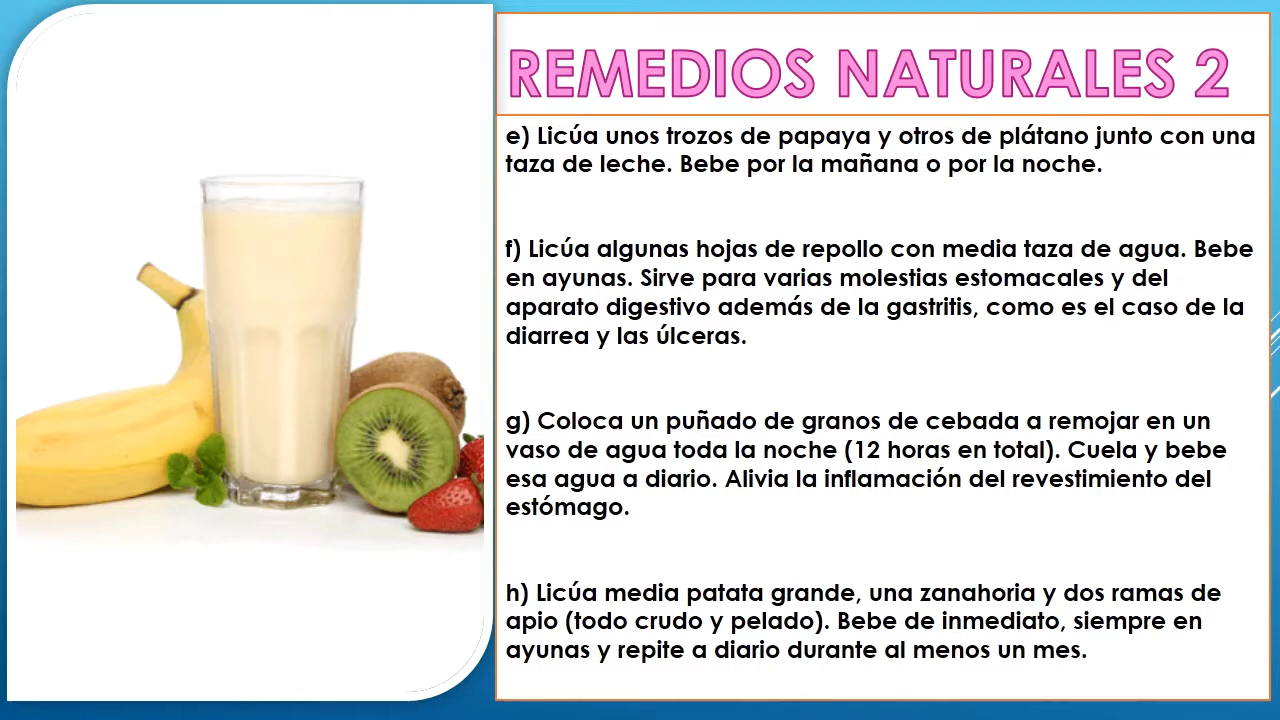 REMEDIOS NATURALES 2
e) Licúa unos trozos de papaya y otros de plátano junto con una
taza de leche. Bebe por la mañana o por la noche.
f) Licúa algunas hojas de repollo con media taza de agua. Bebe
en ayunas. Sirve para varias molestias estomacales y del
aparato digestivo además de la gastritis, como es el caso de la
diarrea y las úlceras.
g) Coloca un puñado de granos de cebada a remojar en un
vaso de agua toda la noche (12 horas en total). Cuela y bebe
esa agua a diario. Alivia la inflamación del revestimiento del
estómago.
h) Licúa media patata grande, una zanahoria y dos ramas de
apio (todo crudo y pelado). Bebe de inmediato, siempre en
ayunas y repite a diario durante al menos un mes.